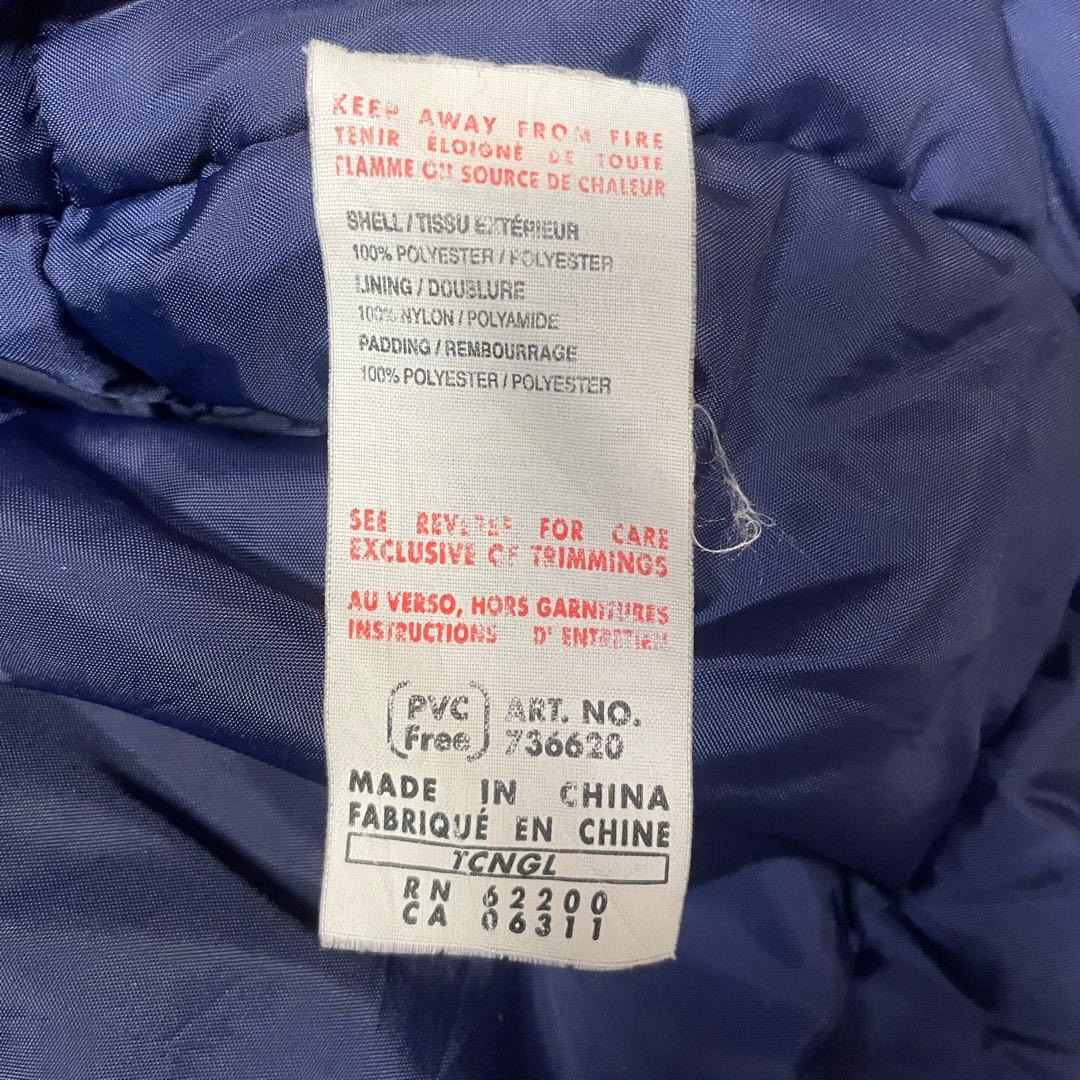 KEEP AWAY FROM FIRE
TENIR ÉLOIGNÉ DE TOUTE
FLAMME OU SOURCE DE CHALEUR
SHELL / TISSU EXTÉRIEUR
100% POLYESTER / POLYESTER
LINING / DOUBLURE
100% NYLON / POLYAMIDE
PADDING / REMBOURRAGE
100% POLYESTER / POLYESTER
SEE REVERSE FOR CARE
EXCLUSIVE OF TRIMMINGS
AU VERSO, HORS GARNITURES
INSTRUCTIONS D' ENTRETIEN
PVC Free
ART. NO.
736620
MADE IN CHINA
FABRIQUÉ EN CHINE
TCNGL
RN 62200
CA 06311